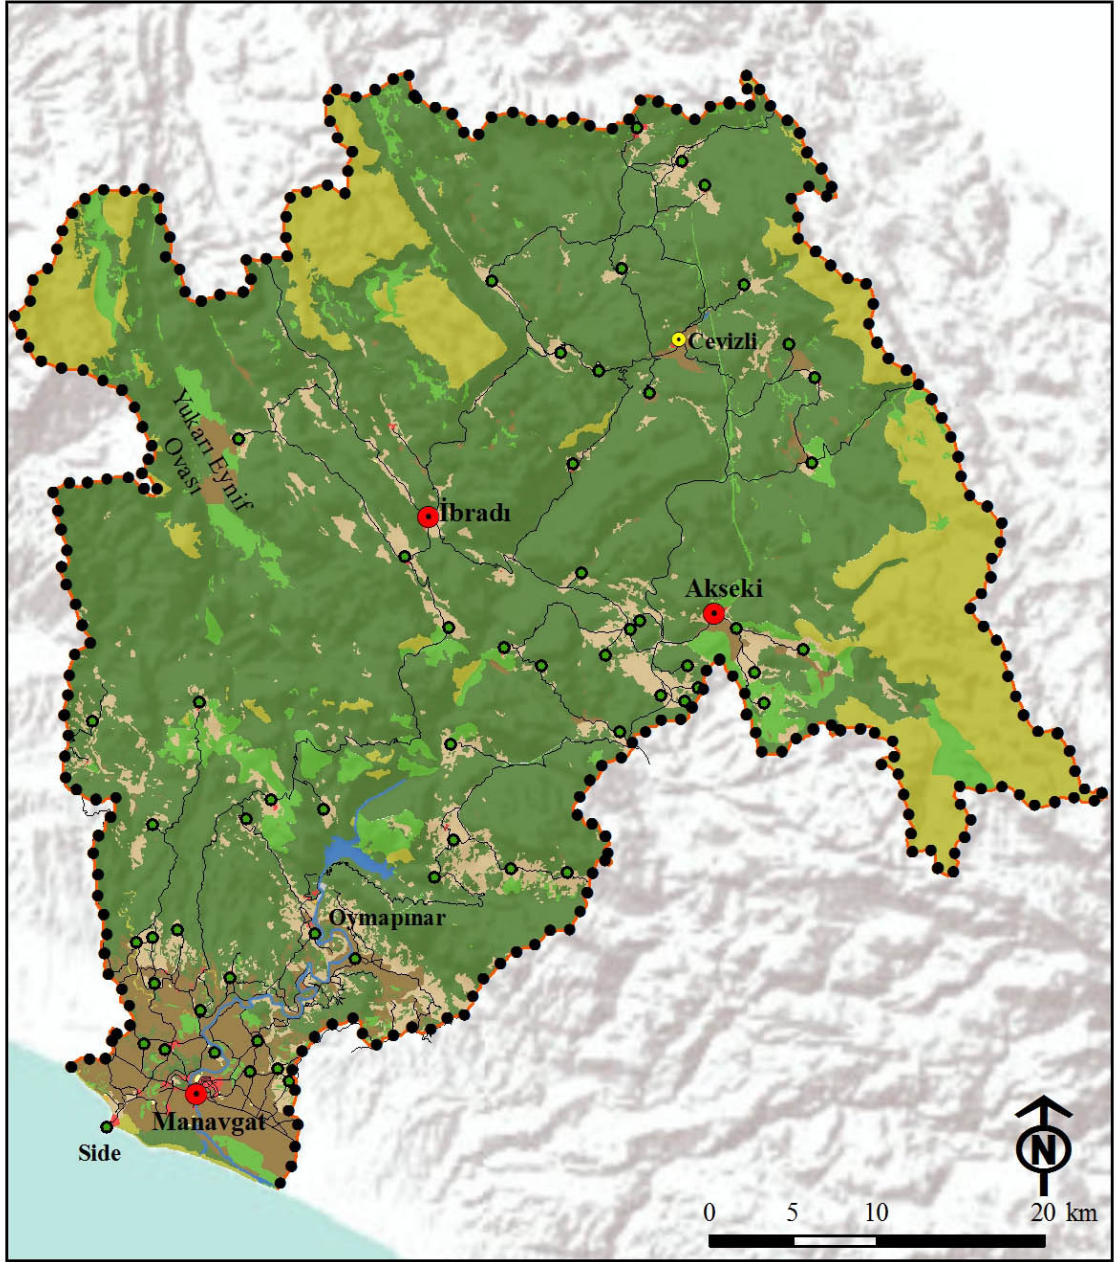 Cevizli
Yukarı Eynif
Ovası
İbradı
Akseki
Oymapınar
Manavgat
Side
N
0 5 10 20 km